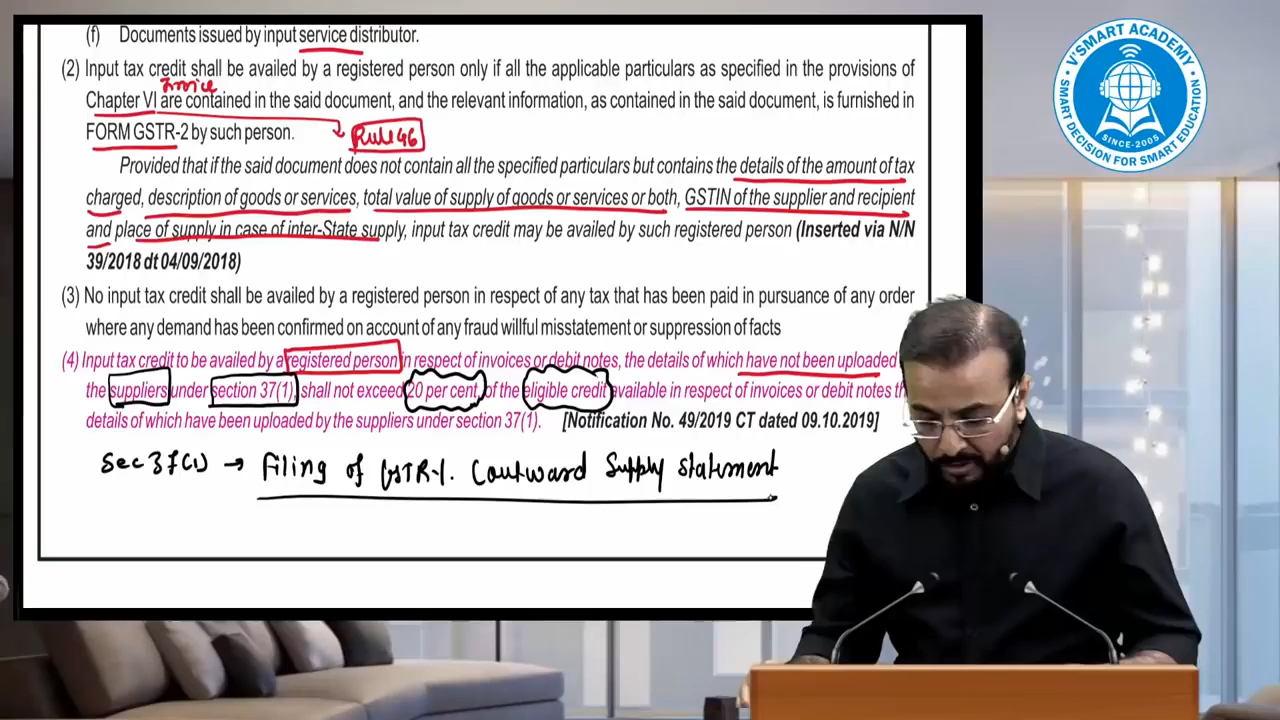 (f) Documents issued by input service distributor.
(2) Input tax credit shall be availed by a registered person only if all the applicable particulars as specified in the provisions of
Invoice
Chapter VI are contained in the said document, and the relevant information, as contained in the said document, is furnished in
FORM GSTR-2 by such person.
Rule 46
Provided that if the said document does not contain all the specified particulars but contains the details of the amount of tax
charged, description of goods or services, total value of supply of goods or services or both, GSTIN of the supplier and recipient
and place of supply in case of inter-State supply, input tax credit may be availed by such registered person (Inserted via N/N
39/2018 dt 04/09/2018)
(3) No input tax credit shall be availed by a registered person in respect of any tax that has been paid in pursuance of any order
where any demand has been confirmed on account of any fraud willful misstatement or suppression of facts
(4) Input tax credit to be availed by a registered person in respect of invoices or debit notes, the details of which have not been uploaded
the suppliers under section 37(1) shall not exceed 20 per cent, of the eligible credit available in respect of invoices or debit notes
details of which have been uploaded by the suppliers under section 37(1). [Notification No. 49/2019 CT dated 09.10.2019]
Sec 37(1) → Filing of GSTR-1. Coutward Supply Statement
V'SMART ACADEMY
SINCE-2005
SMART DECISION FOR SMART EDUCATION